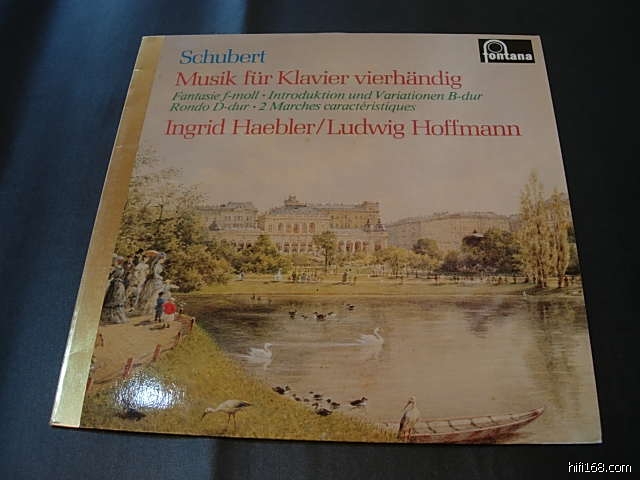 fontana
Schubert
Musik für Klavier vierhändig
Fantasie f-moll · Introduktion und Variationen B-dur
Rondo D-dur · 2 Marches caractéristiques
Ingrid Haebler/Ludwig Hoffmann
hifi168.com